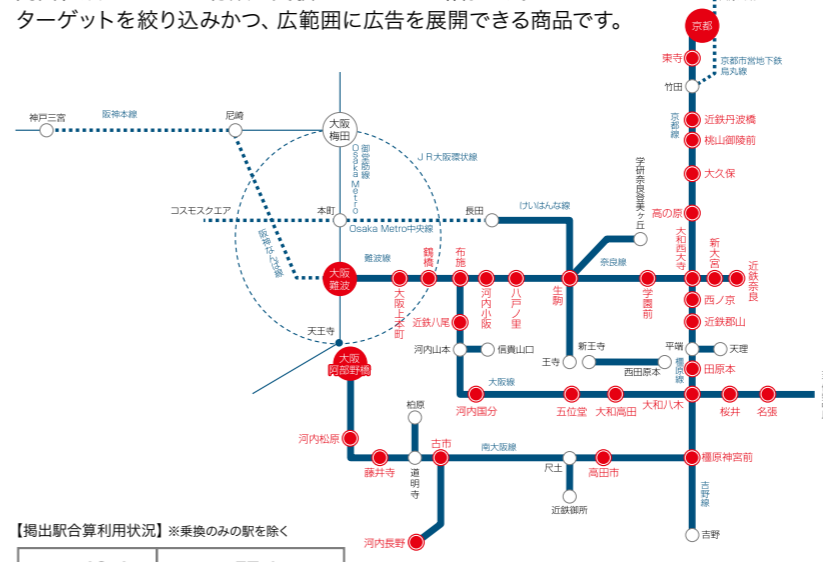 ターゲットを絞り込みかつ、広範囲に広告を展開できる商品です。
京都
東寺
京都市営地下鉄
烏丸線
竹田
京都線
近鉄丹波橋
桃山御陵前
大久保
高の原
神戸三宮
阪神本線
尼崎
大阪
梅田
御堂筋線
Osaka Metro
JR大阪環状線
学研奈良登美ヶ丘
コスモスクエア
本町
Osaka Metro中央線
長田
けいはんな線
阪神なんば線
大阪
難波
難波線
鶴橋
布施
大阪上本町
河内小阪
八戸ノ里
生駒
奈良線
学園前
大和西大寺
新大宮
近鉄奈良
西ノ京
近鉄郡山
近鉄八尾
天王寺
河内山本
信貴山口
王寺
新王寺
西田原本
平端
天理
橿原線
田原本
大阪
阿部野橋
大阪線
河内国分
五位堂
大和高田
大和八木
桜井
名張
柏原
河内松原
藤井寺
道明寺
古市
南大阪線
尺土
近鉄御所
高田市
橿原神宮前
吉野線
吉野
河内長野
【掲出駅合算利用状況】※乗換のみの駅を除く